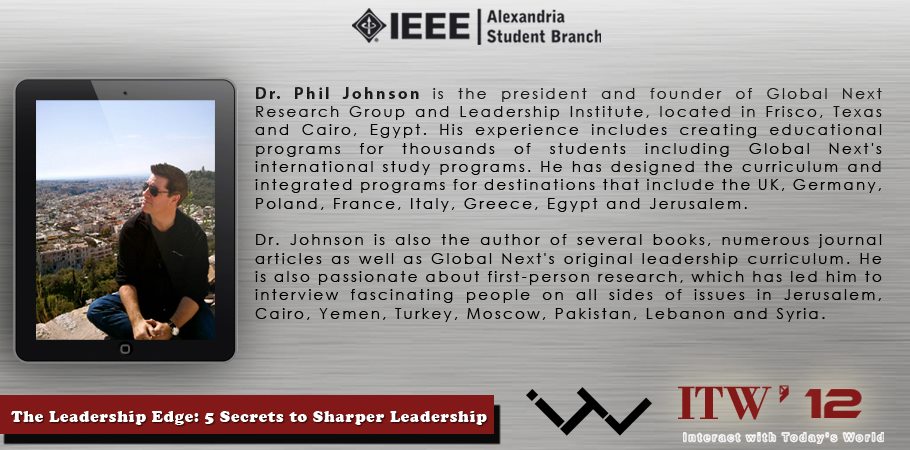 IEEE
Alexandria
Student Branch
Dr. Phil Johnson is the president and founder of Global Next
Research Group and Leadership Institute, located in Frisco, Texas
and Cairo, Egypt. His experience includes creating educational
programs for thousands of students including Global Next's
international study programs. He has designed the curriculum and
integrated programs for destinations that include the UK, Germany,
Poland, France, Italy, Greece, Egypt and Jerusalem.
Dr. Johnson is also the author of several books, numerous journal
articles as well as Global Next's original leadership curriculum. He
is also passionate about first-person research, which has led him to
interview fascinating people on all sides of issues in Jerusalem,
Cairo, Yemen, Turkey, Moscow, Pakistan, Lebanon and Syria.
The Leadership Edge: 5 Secrets to Sharper Leadership
itw
ITW' 12
Interact with Today's World